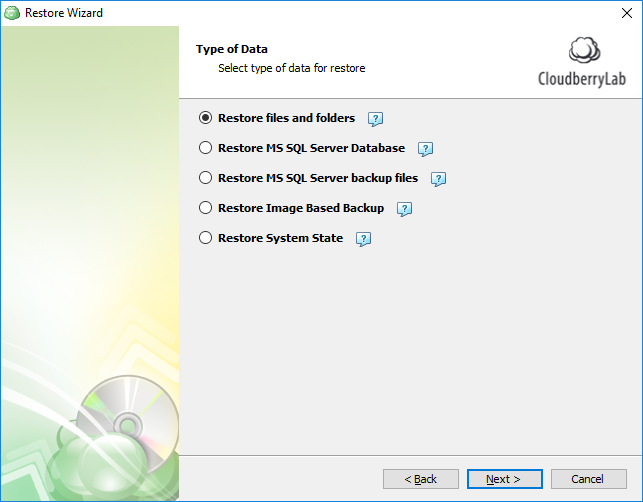 Restore Wizard
Type of Data
Select type of data for restore
CloudberryLab
Restore files and folders ?
Restore MS SQL Server Database ?
Restore MS SQL Server backup files ?
Restore Image Based Backup ?
Restore System State ?
< Back Next > Cancel